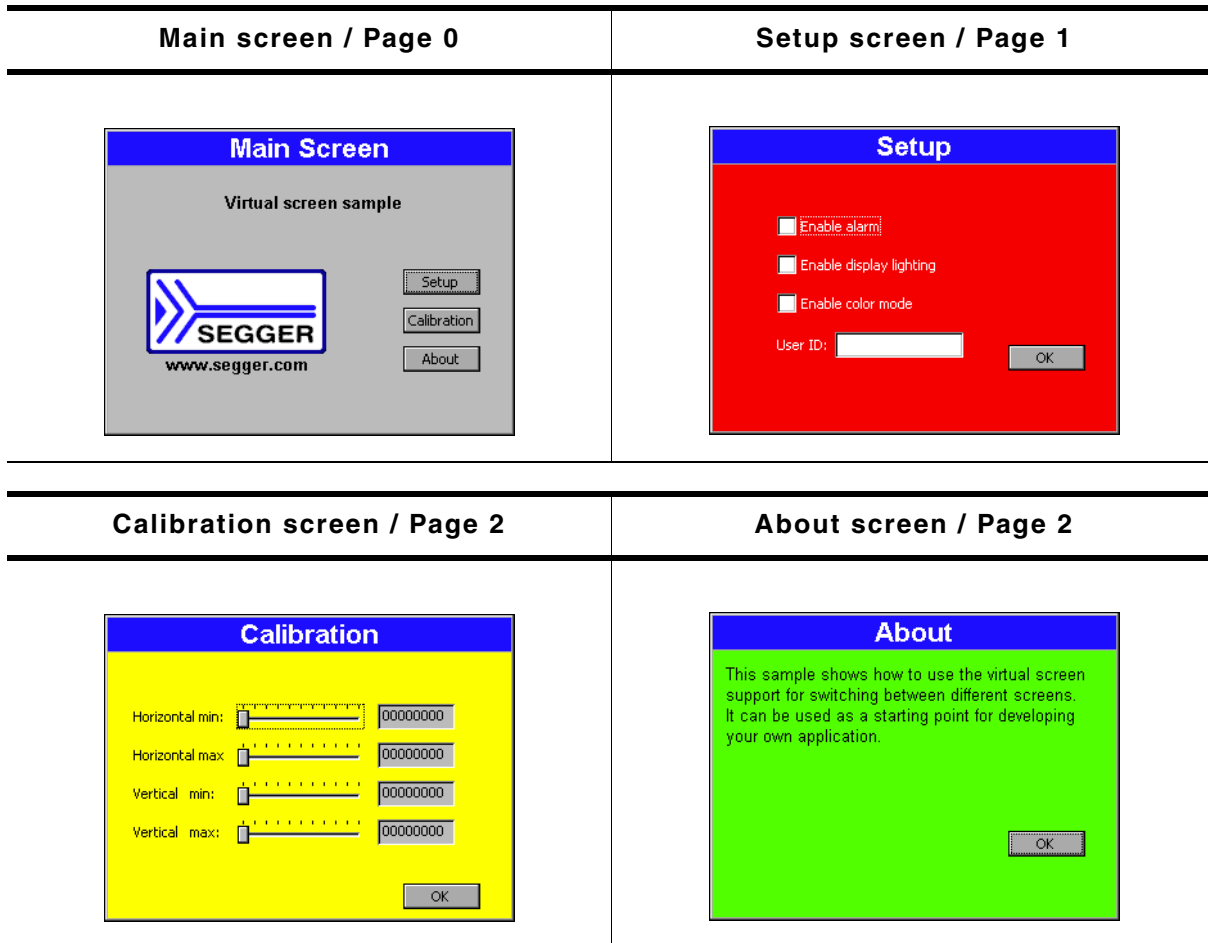 Main screen / Page 0
Setup screen / Page 1
Main Screen
Virtual screen sample
SEGGER
www.segger.com
Setup
Calibration
About
Setup
Enable alarm
Enable display lighting
Enable color mode
User ID:
OK
Calibration screen / Page 2
About screen / Page 2
Calibration
Horizontal min:
00000000
Horizontal max
00000000
Vertical min:
00000000
Vertical max:
00000000
OK
About
This sample shows how to use the virtual screen
support for switching between different screens.
It can be used as a starting point for developing
your own application.
OK